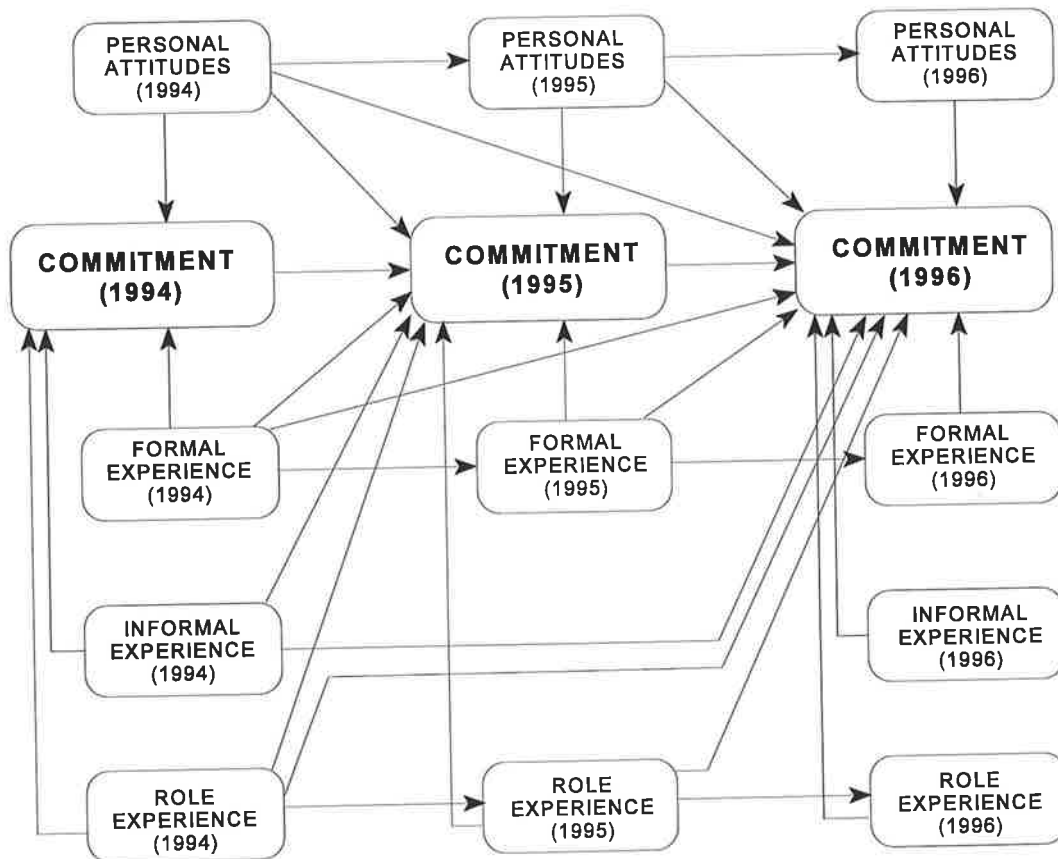 PERSONAL
ATTITUDES
(1994)
PERSONAL
ATTITUDES
(1995)
PERSONAL
ATTITUDES
(1996)
COMMITMENT
(1994)
COMMITMENT
(1995)
COMMITMENT
(1996)
FORMAL
EXPERIENCE
(1994)
FORMAL
EXPERIENCE
(1995)
FORMAL
EXPERIENCE
(1996)
INFORMAL
EXPERIENCE
(1994)
INFORMAL
EXPERIENCE
(1996)
ROLE
EXPERIENCE
(1994)
ROLE
EXPERIENCE
(1995)
ROLE
EXPERIENCE
(1996)